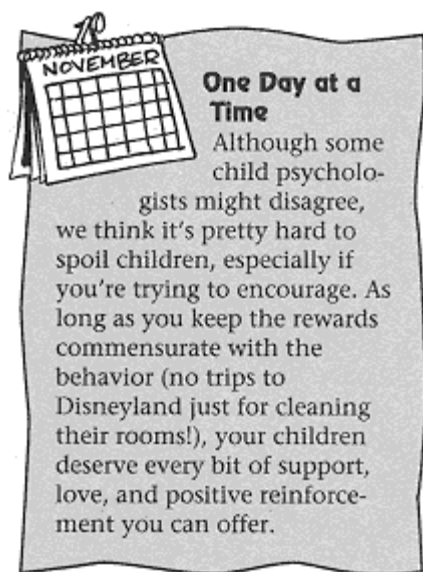 NOVEMBER
One Day at a
Time
Although some
child psycholo-
gists might disagree,
we think it's pretty hard to
spoil children, especially if
you're trying to encourage. As
long as you keep the rewards
commensurate with the
behavior (no trips to
Disneyland just for cleaning
their rooms!), your children
deserve every bit of support,
love, and positive reinforce-
ment you can offer.